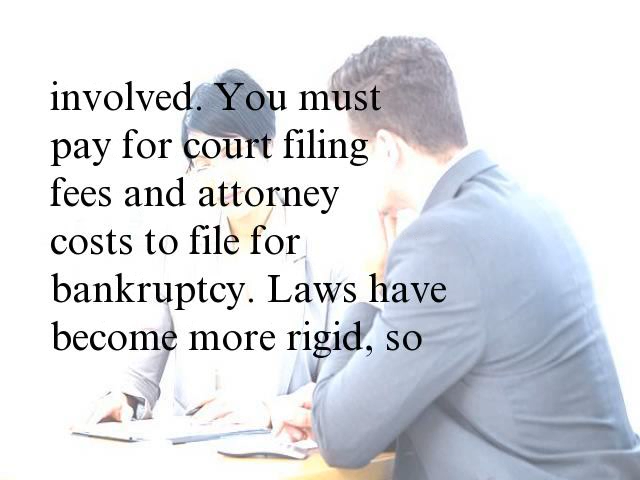 involved. You must
pay for court filing
fees and attorney
costs to file for
bankruptcy. Laws have
become more rigid, so